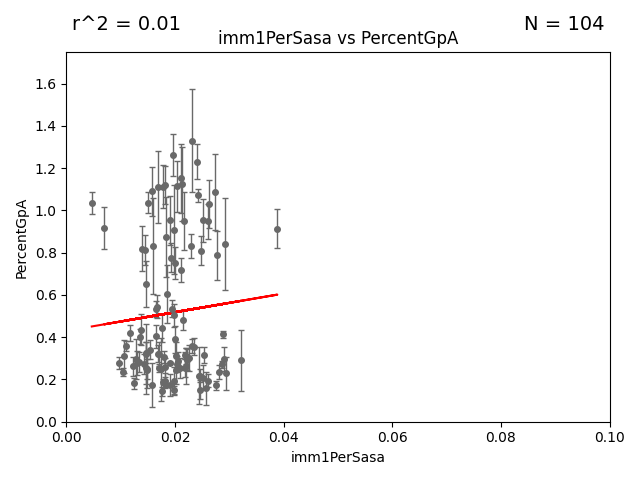 r^2 = 0.01
N = 104
imm1PerSasa vs PercentGpA
PercentGpA
1.6
1.4
1.2
1.0
0.8
0.6
0.4
0.2
0.0
0.00 0.02 0.04 0.06 0.08 0.10
imm1PerSasa